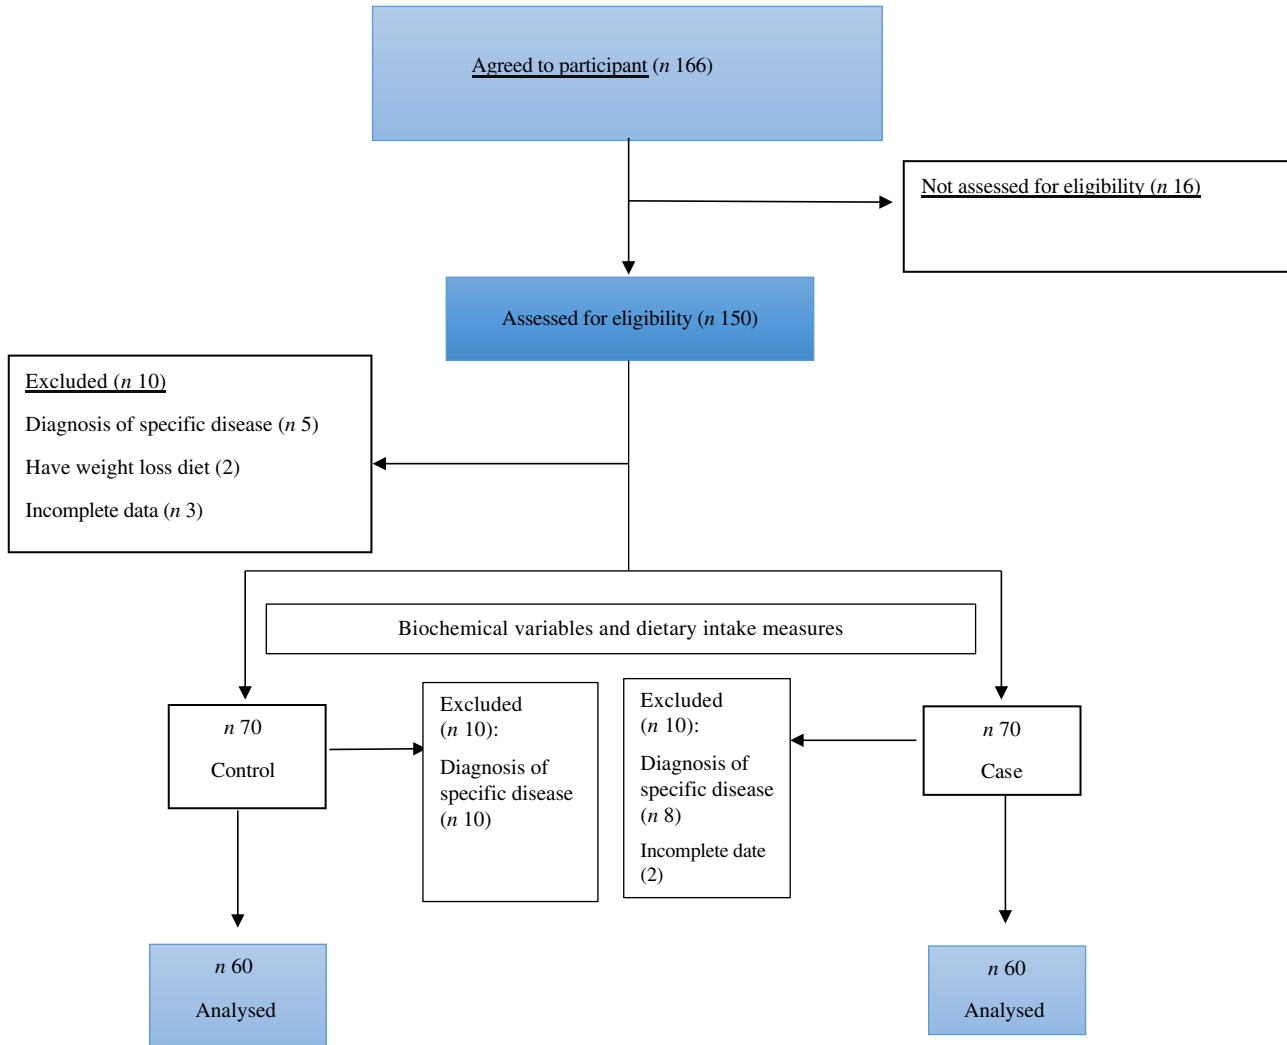 Agreed to participant (n 166)
Not assessed for eligibility (n 16)
Assessed for eligibility (n 150)
Excluded (n 10)
Diagnosis of specific disease (n 5)
Have weight loss diet (2)
Incomplete data (n 3)
Biochemical variables and dietary intake measures
n 70
Control
Excluded
(n 10):
Diagnosis of
specific disease
(n 10)
Excluded
(n 10):
Diagnosis of
specific disease
(n 8)
Incomplete date
(2)
n 70
Case
n 60
Analysed
n 60
Analysed